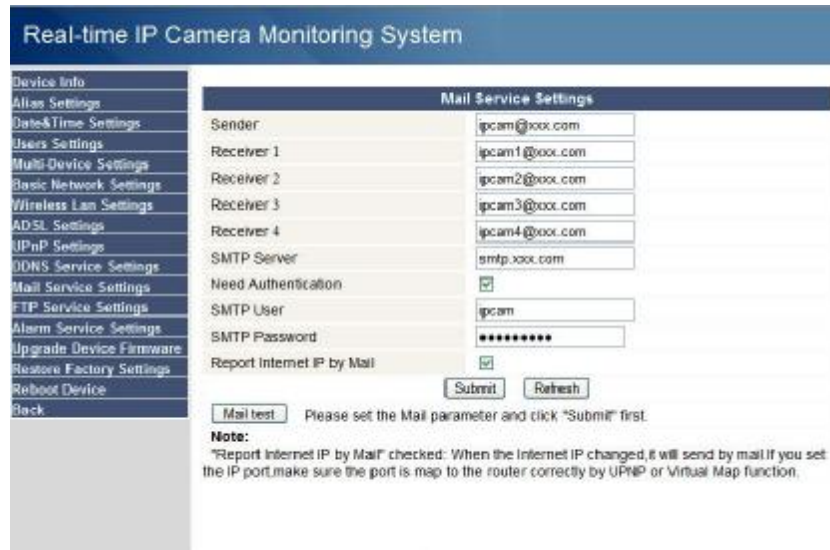 Real-time IP Camera Monitoring System
Device Info
Alias Settings
Date&Time Settings
Users Settings
Multi-Device Settings
Basic Network Settings
Wireless Lan Settings
ADSL Settings
UPnP Settings
DDNS Service Settings
Mail Service Settings
FTP Service Settings
Alarm Service Settings
Upgrade Device Firmware
Restore Factory Settings
Reboot Device
Back
Mail Service Settings
Sender ipcam@xxx.com
Receiver 1 ipcam1@xxx.com
Receiver 2 ipcam2@xxx.com
Receiver 3 ipcam3@xxx.com
Receiver 4 ipcam4@xxx.com
SMTP Server smtp.xxx.com
Need Authentication
SMTP User ipcam
SMTP Password •••••••••
Report Internet IP by Mail
Submit Refresh
Mail test Please set the Mail parameter and click "Submit" first.
Note:
"Report Internet IP by Mail" checked: When the Internet IP changed,it will send by mail.If you set
the IP port,make sure the port is map to the router correctly by UPNP or Virtual Map function.